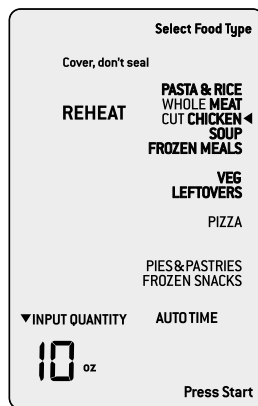 Select Food Type
Cover, don't seal
REHEAT
PASTA & RICE
WHOLE MEAT
CUT CHICKEN◄
SOUP
FROZEN MEALS
VEG
LEFTOVERS
PIZZA
PIES & PASTRIES
FROZEN SNACKS
▼INPUT QUANTITY AUTO TIME
10 oz
Press Start